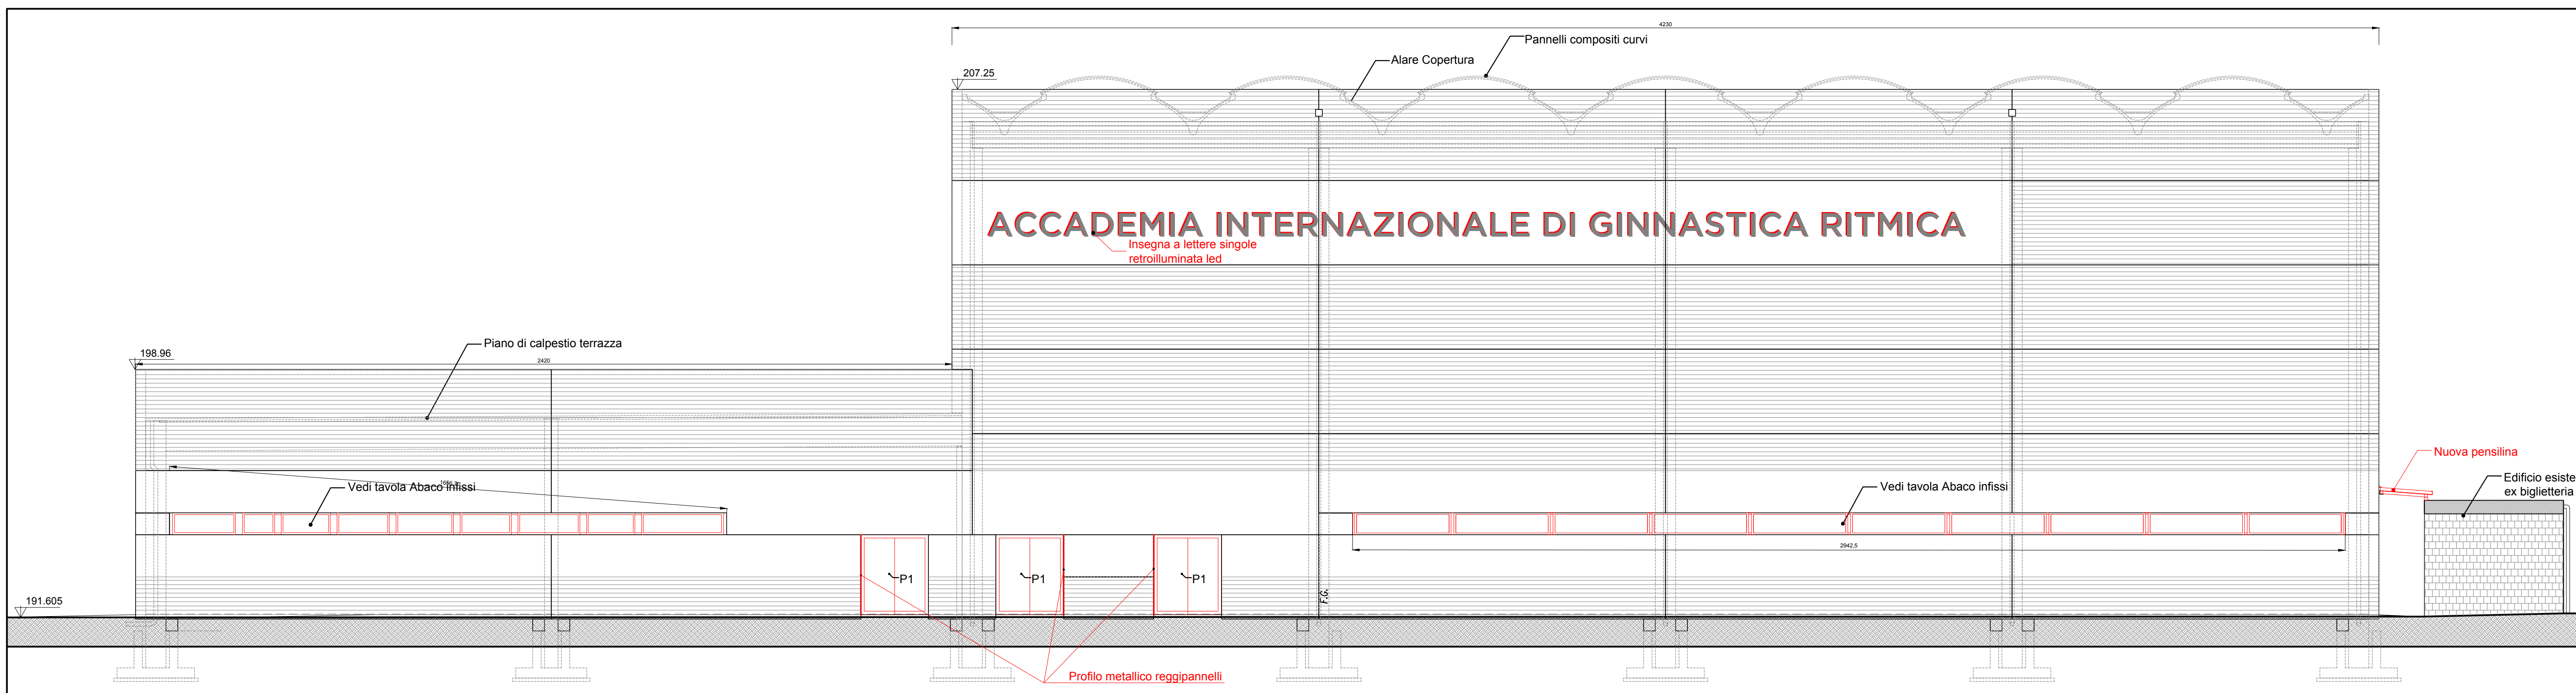 4230
Pannelli compositi curvi
Alare Copertura
207.25
ACCADEMIA INTERNAZIONALE DI GINNASTICA RITMICA
Insegna a lettere singole
retroilluminata led
Piano di calpestio terrazza
198.96
2420
Nuova pensilina
Vedi tavola Abaco infissi
Vedi tavola Abaco infissi
Edificio esiste
ex biglietteria
2942,5
P1
P1
P1
F.G.
191.605
Profilo metallico reggipannelli